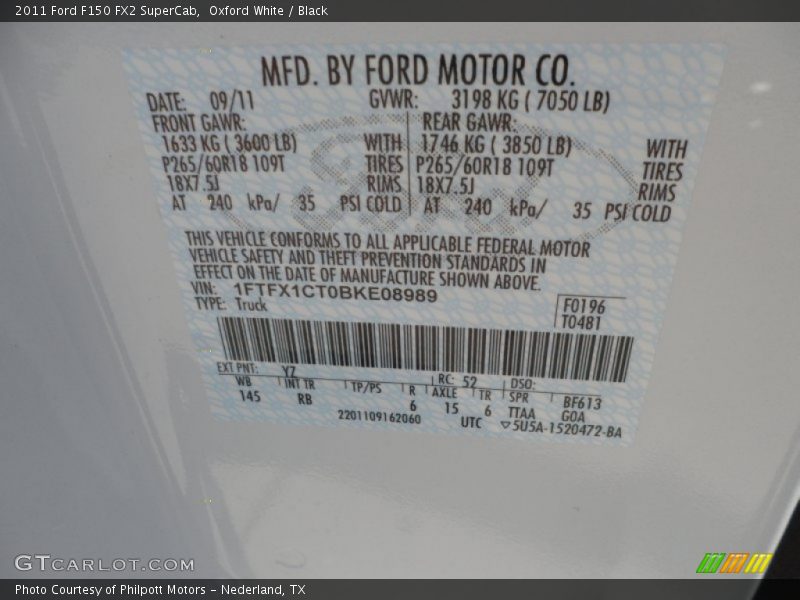 2011 Ford F150 FX2 SuperCab, Oxford White / Black
MFD. BY FORD MOTOR CO.
DATE: 09/11 GVWR: 3198 KG ( 7050 LB)
FRONT GAWR: REAR GAWR:
1633 KG ( 3600 LB) WITH 1746 KG ( 3850 LB) WITH
P265/60R18 109T TIRES P265/60R18 109T TIRES
18X7.5J RIMS 18X7.5J RIMS
AT 240 kPa/ 35 PSI COLD AT 240 kPa/ 35 PSI COLD
THIS VEHICLE CONFORMS TO ALL APPLICABLE FEDERAL MOTOR
VEHICLE SAFETY AND THEFT PREVENTION STANDARDS IN
EFFECT ON THE DATE OF MANUFACTURE SHOWN ABOVE.
VIN: 1FTFX1CT0BKE08989
TYPE: Truck
F0196
T0481
EXT PNT: YZ RC: 52 DSO:
WB INT TR TP/PS R AXLE TR SPR BF613
145 RB 6 15 6 TTAA GOA
2201109162060 UTC ▽5U5A-1520472-BA
GTCARLOT.COM
Photo Courtesy of Philpott Motors - Nederland, TX